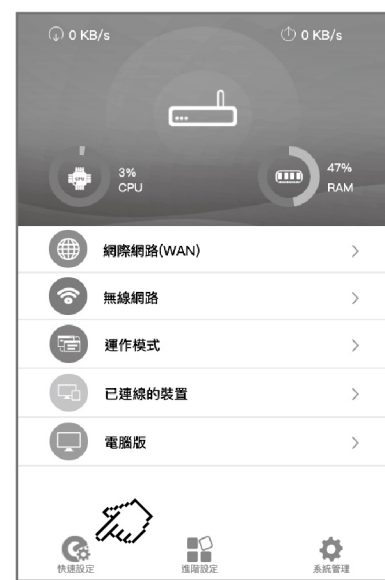 0 KB/s
0 KB/s
CPU
3%
CPU
47%
RAM
網際網路(WAN)
無線網路
運作模式
已連線的裝置
電腦版
快速設定
進階設定
系統管理